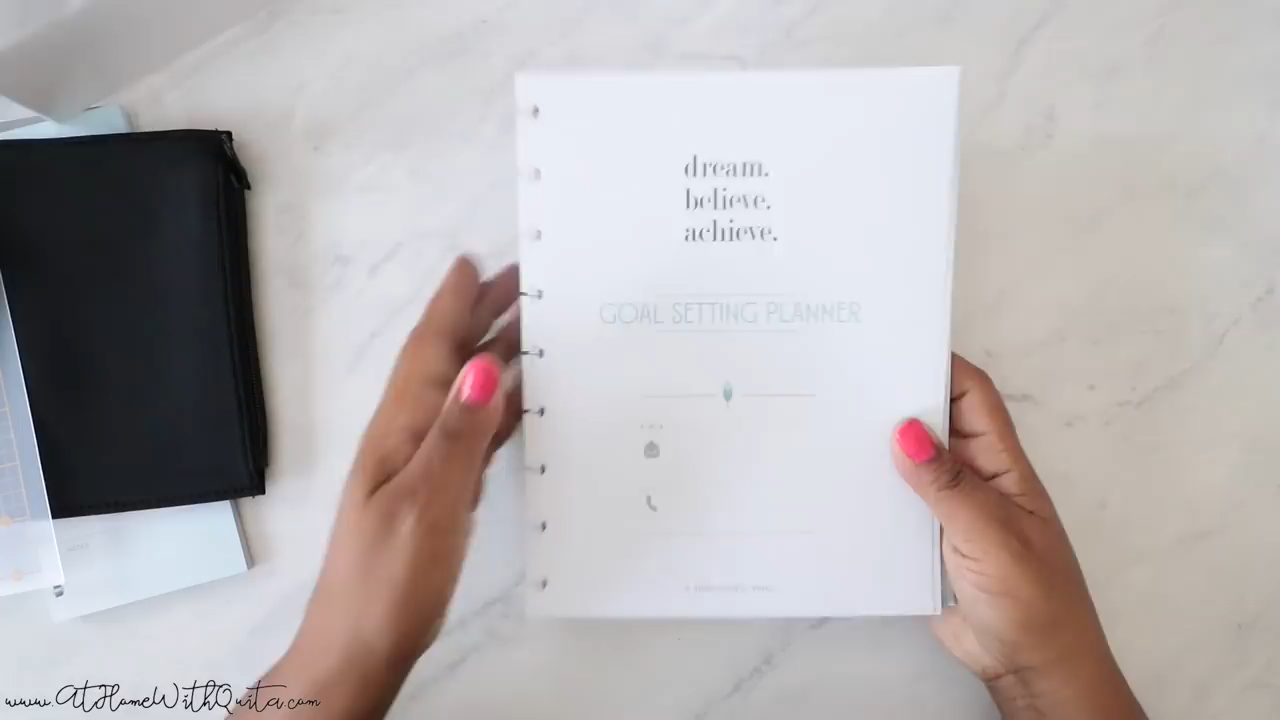 dream.
believe.
achieve.
GOAL SETTING PLANNER
www.AtHomeWithQuita.com